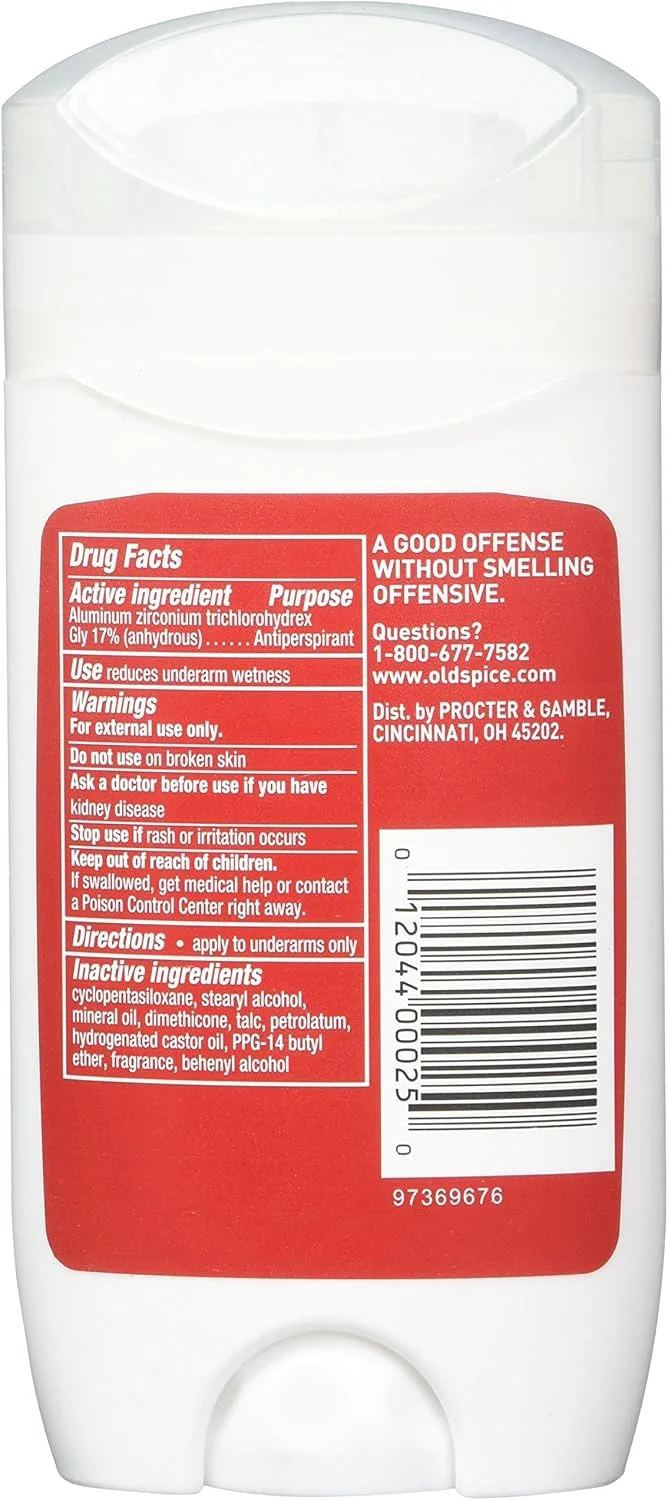 Drug Facts
Active ingredient Purpose
Aluminum zirconium trichlorohydrex
Gly 17% (anhydrous)...... Antiperspirant
Use reduces underarm wetness
Warnings
For external use only.
Do not use on broken skin
Ask a doctor before use if you have
kidney disease
Stop use if rash or irritation occurs
Keep out of reach of children.
If swallowed, get medical help or contact
a Poison Control Center right away.
Directions • apply to underarms only
Inactive ingredients
cyclopentasiloxane, stearyl alcohol,
mineral oil, dimethicone, talc, petrolatum,
hydrogenated castor oil, PPG-14 butyl
ether, fragrance, behenyl alcohol
A GOOD OFFENSE
WITHOUT SMELLING
OFFENSIVE.
Questions?
1-800-677-7582
www.oldspice.com
Dist. by PROCTER & GAMBLE,
CINCINNATI, OH 45202.
0 12044 00025 0
97369676